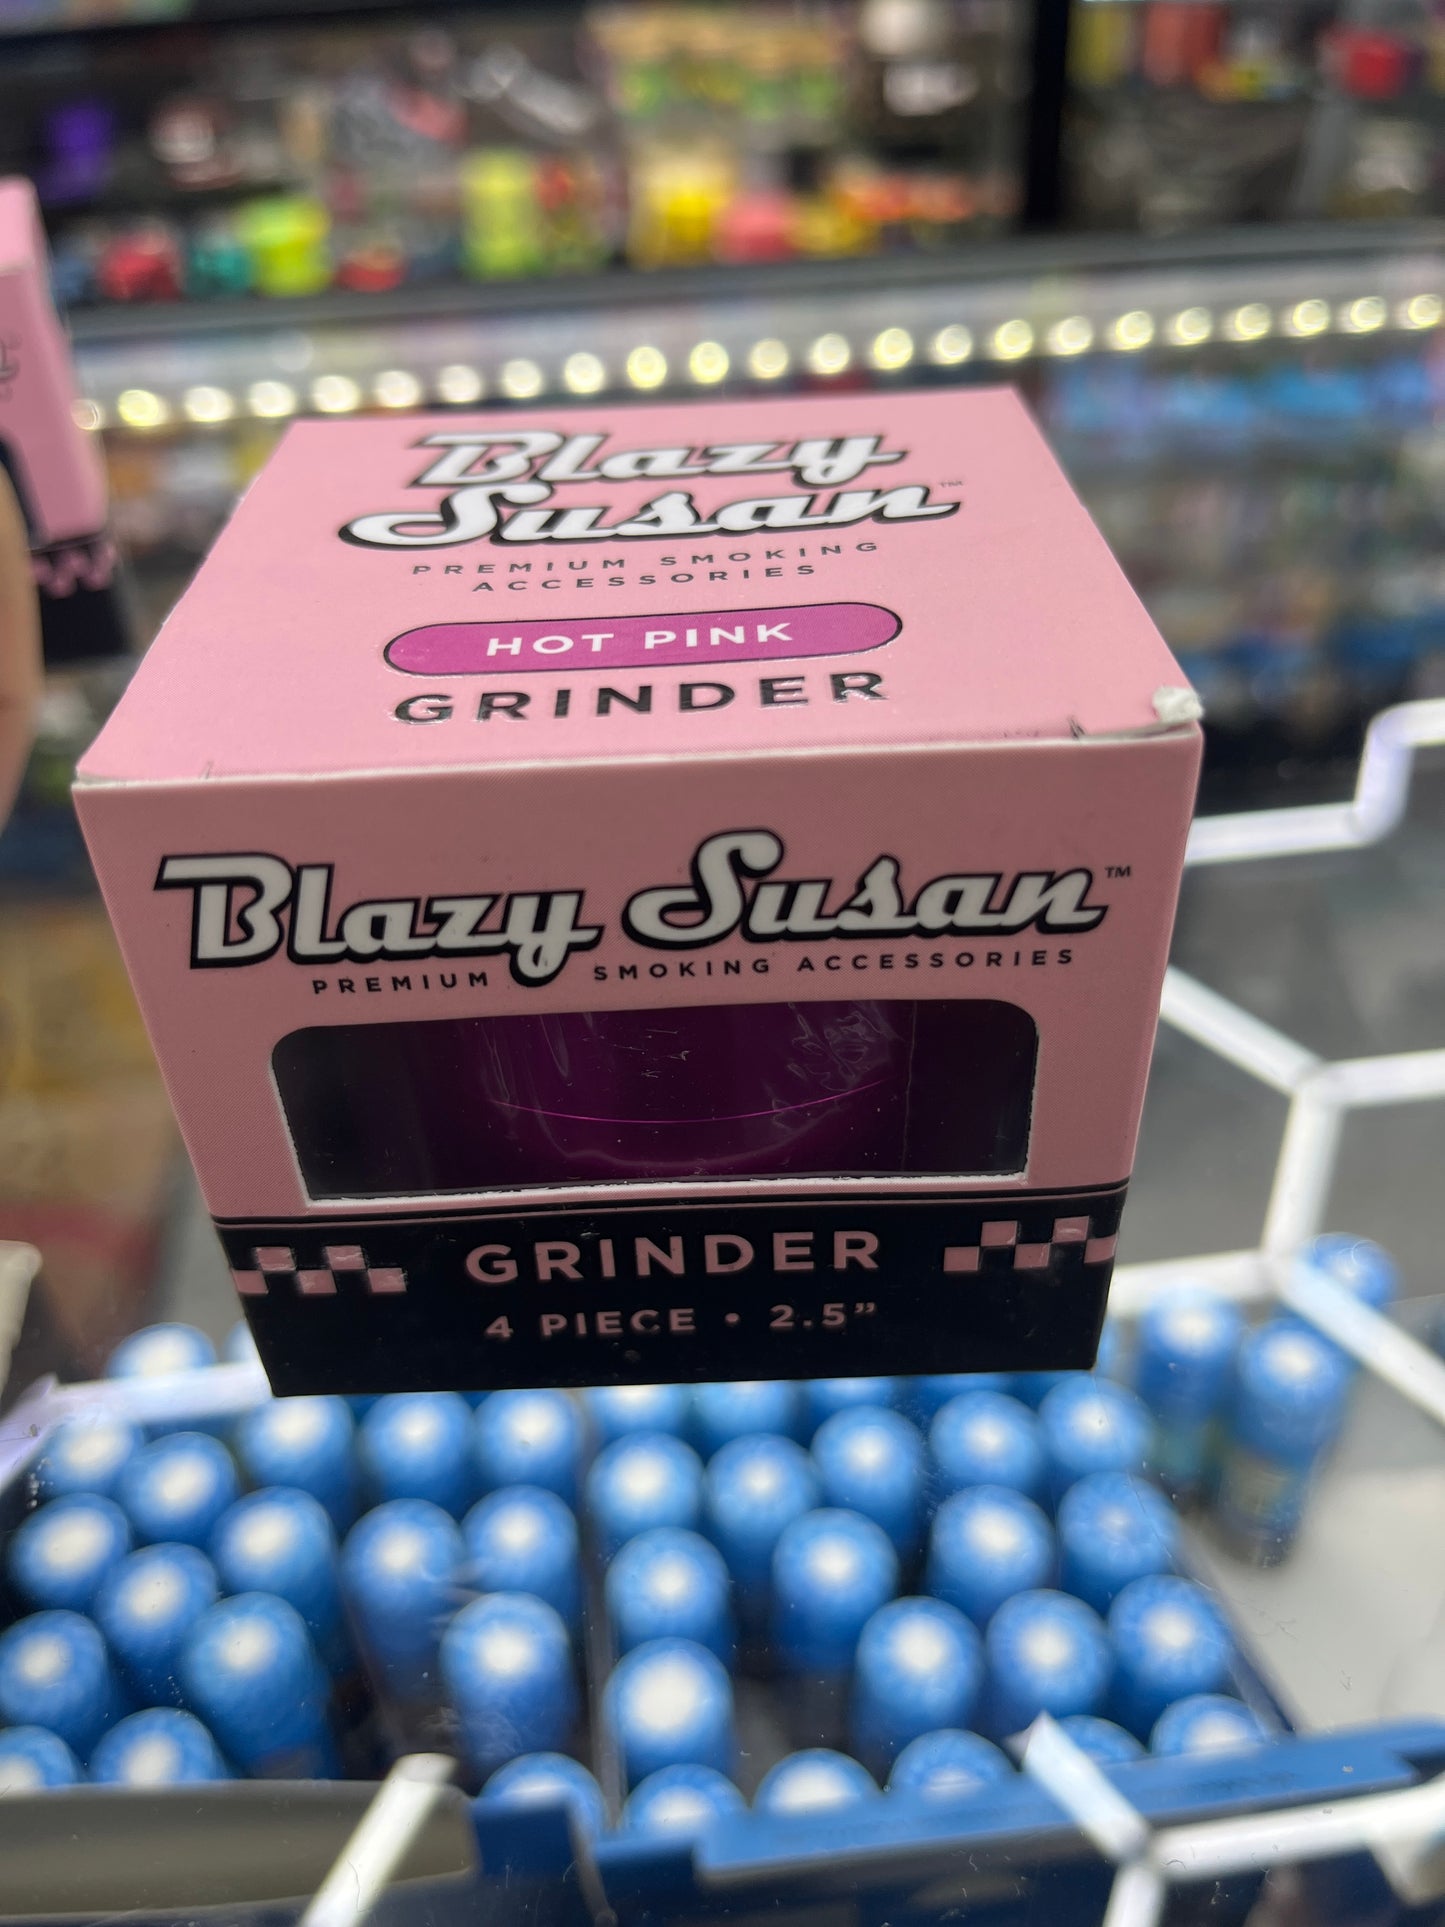 Blazy
Susan™
PREMIUM SMOKING
ACCESSORIES
HOT PINK
GRINDER
Blazy Susan™
PREMIUM SMOKING ACCESSORIES
GRINDER
4 PIECE • 2.5”